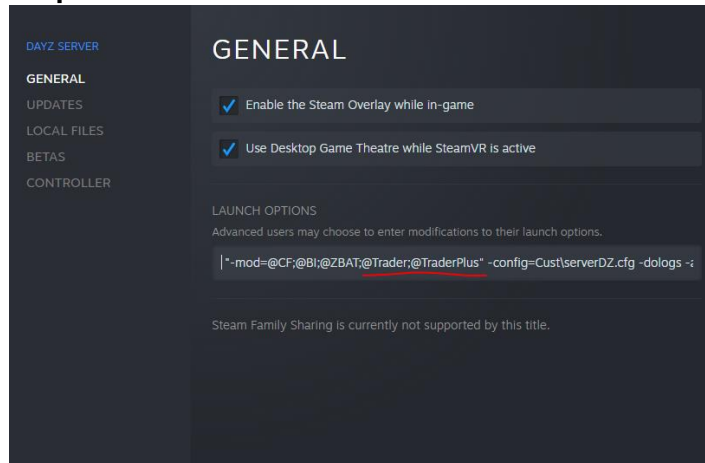 DAYZ SERVER
GENERAL
UPDATES
LOCAL FILES
BETAS
CONTROLLER
GENERAL
Enable the Steam Overlay while in-game
Use Desktop Game Theatre while SteamVR is active
LAUNCH OPTIONS
Advanced users may choose to enter modifications to their launch options.
"-mod=@CF;@BI;@ZBAT;@Trader;@TraderPlus" -config=Cust\serverDZ.cfg -dologs
Steam Family Sharing is currently not supported by this title.